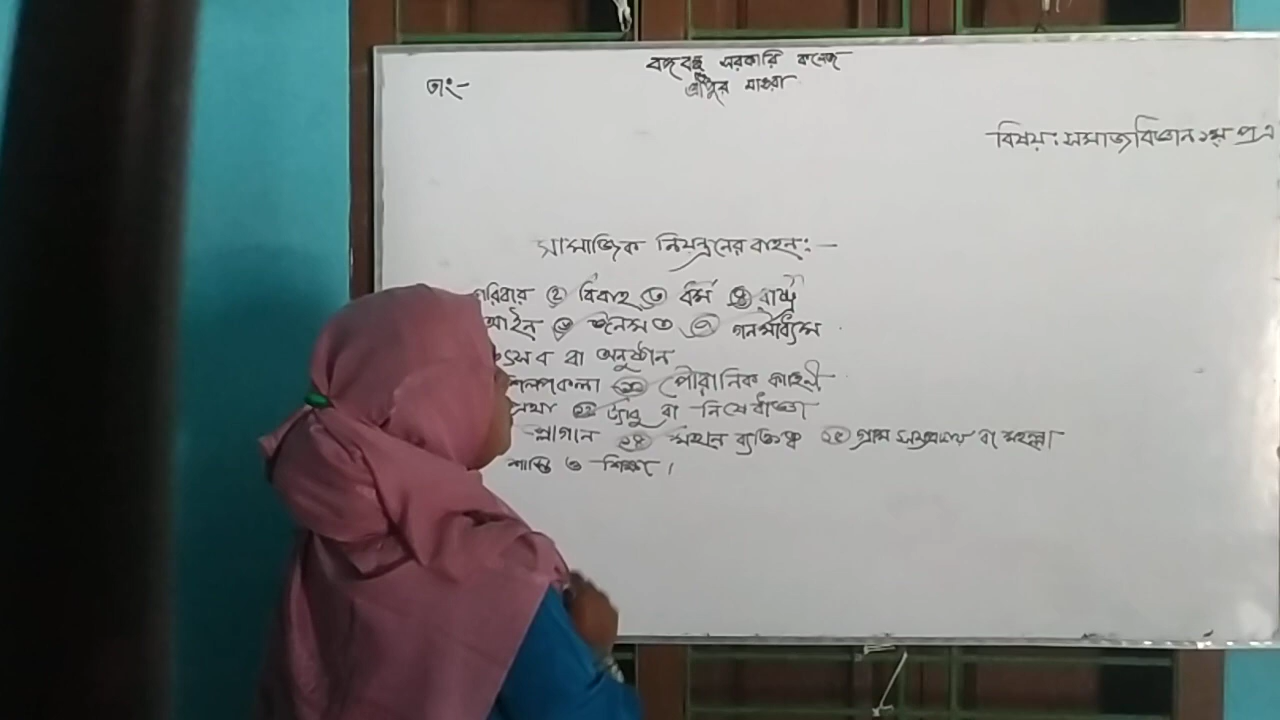 বঙ্গবন্ধু সরকারি কলেজ
শ্রীপুর মাগুরা
তাং:-
বিষয়: সমাজবিজ্ঞান ১ম পত্র
সামাজিক নিয়ন্ত্রনের বাহন:-
পরিবার ২ বিবাহ ৩ ধর্ম ৪ রাষ্ট্র
আইন ৬ জনমত ৭ গনমাধ্যম
উৎসব বা অনুষ্ঠান
শিল্পকলা ১০ পৌরানিক কাহিনী
প্রথা ১২ ট্যাবু বা নিষেধাজ্ঞা
শ্লোগান ১৪ মহান ব্যক্তিত্ব ১৫ গ্রাম সম্প্রদায় বা মহল্লা
শাস্তি ও শিক্ষা।